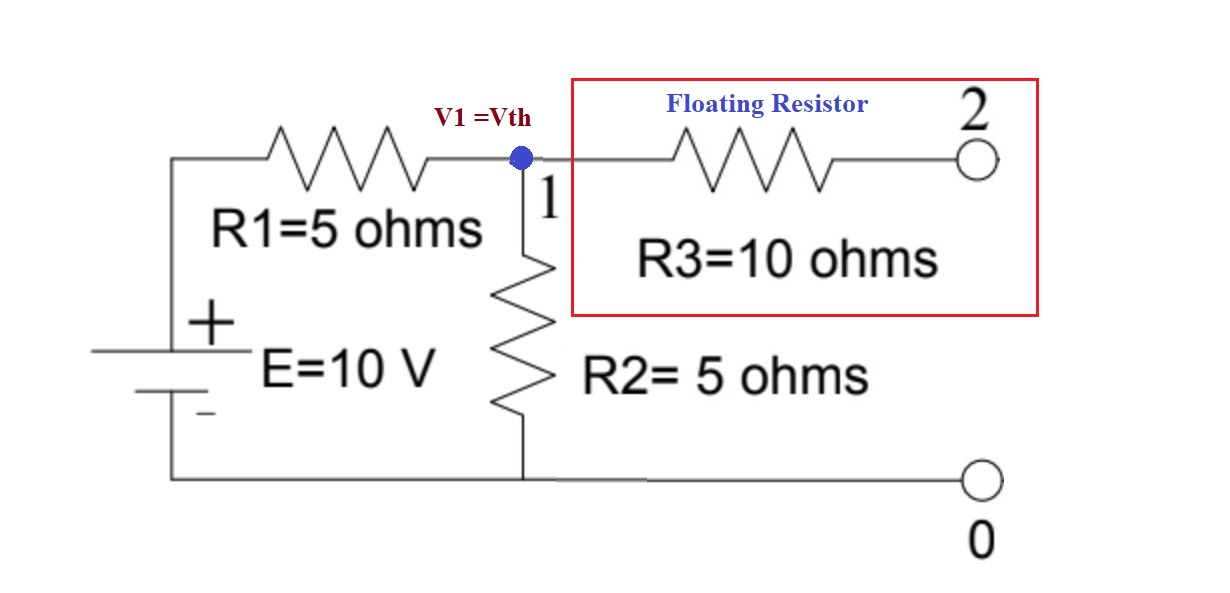 Floating Resistor
2
V1 =Vth
1
R1=5 ohms
R3=10 ohms
+
E=10 V
R2= 5 ohms
−
0